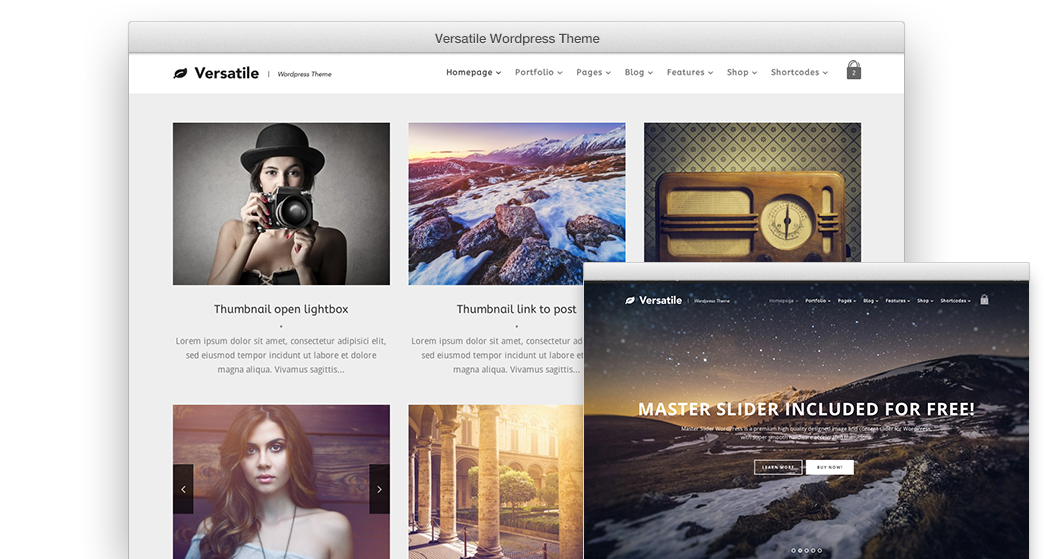 Versatile Wordpress Theme
Versatile | Wordpress Theme
Homepage Portfolio Pages Blog Features Shop Shortcodes 2
Thumbnail open lightbox
Lorem ipsum dolor sit amet, consectetur adipisici elit,
sed eiusmod tempor incidunt ut labore et dolore
magna aliqua. Vivamus sagittis...
Thumbnail link to post
Lorem ipsum dolor sit amet, consectetur ad
sed eiusmod tempor incidunt ut labore et
magna aliqua. Vivamus sagittis...
Versatile | Wordpress Theme
Homepage Portfolio Pages Blog Features Shop Shortcodes
MASTER SLIDER INCLUDED FOR FREE!
Master Slider WordPress is a premium high quality designed image and content slider for WordPress,
with super smooth hardware accelerated transitions.
LEARN MORE BUY NOW!